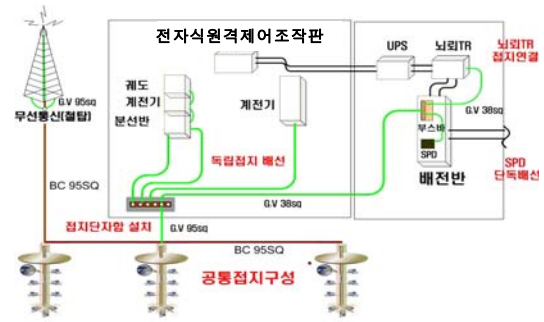 전자식원격제어조작판
UPS
뇌뢰TR
뇌뢰TR
접지연결
궤도
계전기
분선반
계전기
G.V 95sq
무선통신(철탑)
G.V 38sq
부스바
SPD
배전반
SPD
단독배선
독립접지 배선
BC 95SQ
G.V 38sq
접지단자함 설치
G.V 95sq
BC 95SQ
공통접지구성